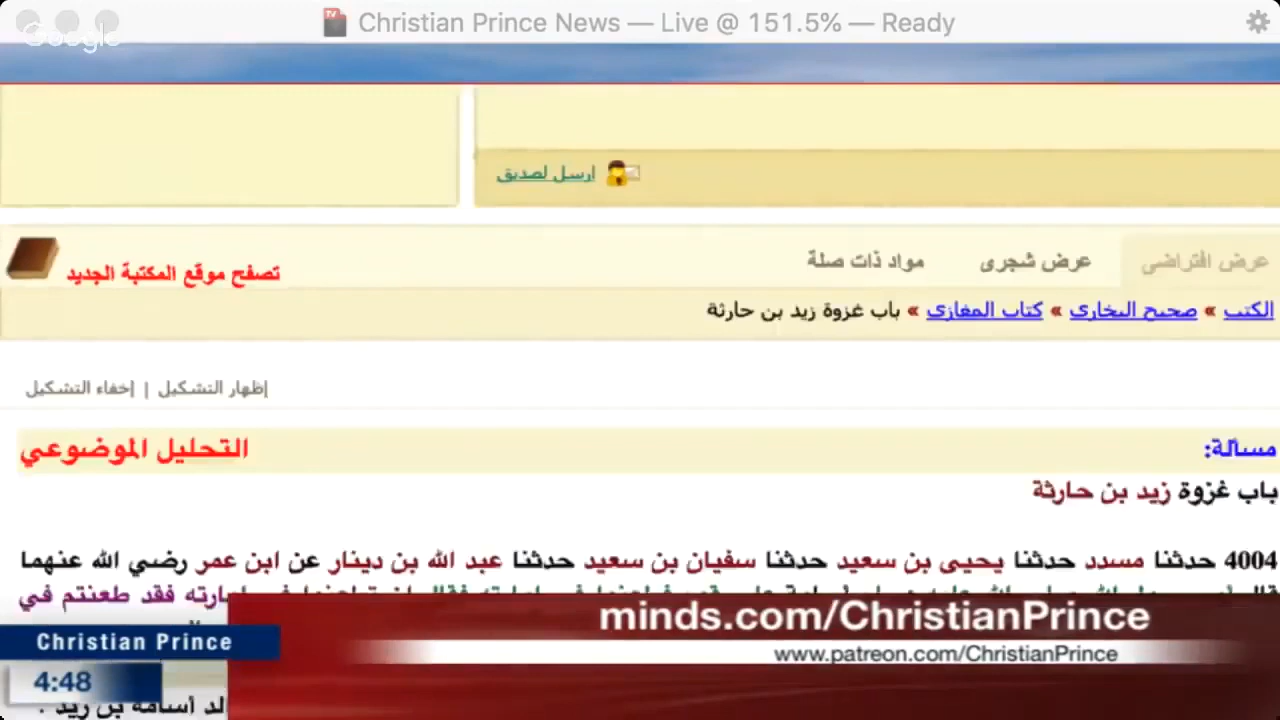 Christian Prince News — Live @ 151.5% — Ready
Google
ارسل لصديق
عرض افتراضي عرض شجري مواد ذات صلة
تصفح موقع المكتبة الجديد
الكتب » صحيح البخاري » كتاب المغازي » باب غزوة زيد بن حارثة
إظهار التشكيل | إخفاء التشكيل
مسألة: التحليل الموضوعي
باب غزوة زيد بن حارثة
4004 حدثنا مسدد حدثنا يحيى بن سعيد حدثنا سفيان بن سعيد حدثنا عبد الله بن دينار عن ابن عمر رضي الله عنهما
فقد طعنتم في
minds.com/ChristianPrince
Christian Prince
www.patreon.com/ChristianPrince
4:48
أسامة بن زيد .